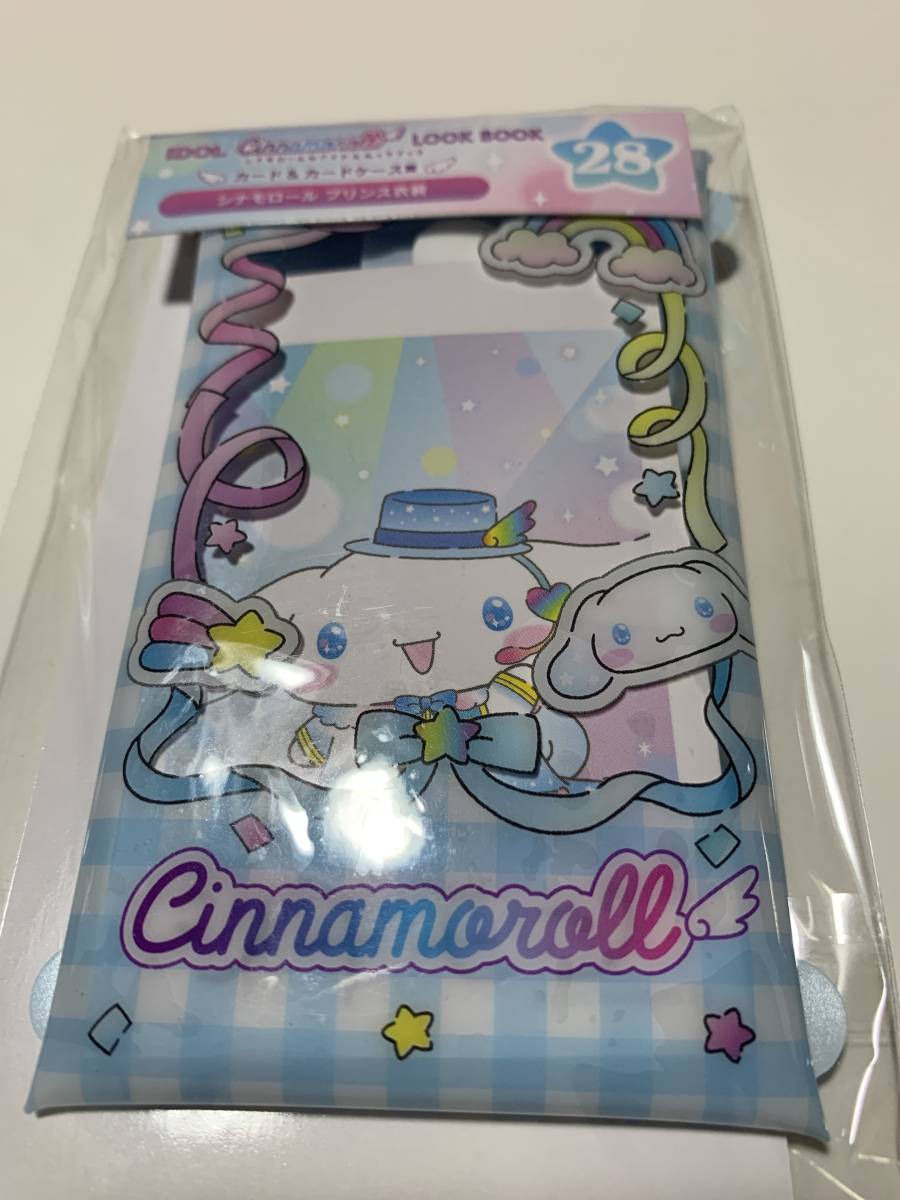 IDOL Cinnamoroll LOOK BOOK
28
カード&カードケース賞
シナモロール プリンス衣装
Cinnamoroll